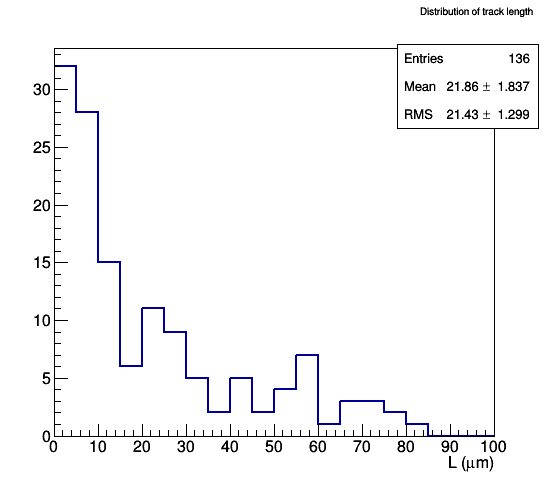 Distribution of track length
Entries 136
Mean 21.86 ± 1.837
RMS 21.43 ± 1.299
30
25
20
15
10
5
0
0 10 20 30 40 50 60 70 80 90 100
L (μm)